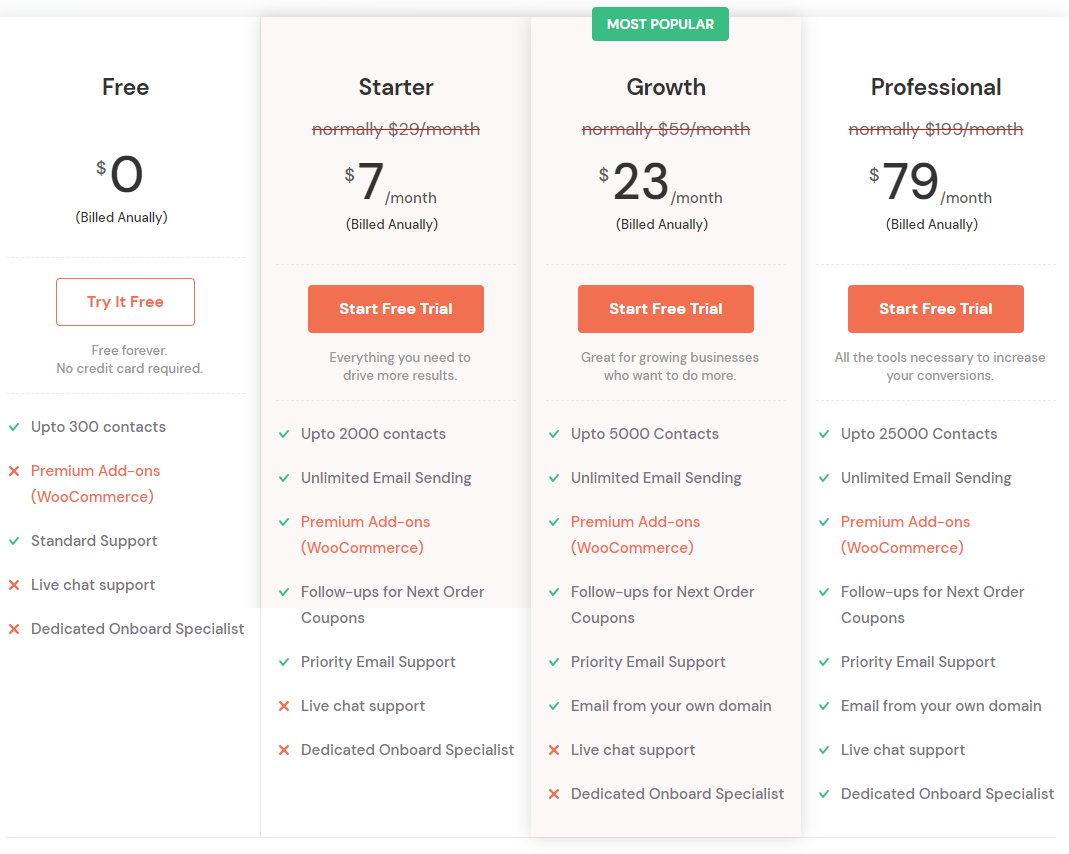 MOST POPULAR
Free
$0
(Billed Anually)
Try It Free
Free forever.
No credit card required.
Upto 300 contacts
Premium Add-ons
(WooCommerce)
Standard Support
Live chat support
Dedicated Onboard Specialist
Starter
normally $29/month
$7/month
(Billed Anually)
Start Free Trial
Everything you need to
drive more results.
Upto 2000 contacts
Unlimited Email Sending
Premium Add-ons
(WooCommerce)
Follow-ups for Next Order
Coupons
Priority Email Support
Live chat support
Dedicated Onboard Specialist
Growth
normally $59/month
$23/month
(Billed Anually)
Start Free Trial
Great for growing businesses
who want to do more.
Upto 5000 Contacts
Unlimited Email Sending
Premium Add-ons
(WooCommerce)
Follow-ups for Next Order
Coupons
Priority Email Support
Email from your own domain
Live chat support
Dedicated Onboard Specialist
Professional
normally $199/month
$79/month
(Billed Anually)
Start Free Trial
All the tools necessary to increase
your conversions.
Upto 25000 Contacts
Unlimited Email Sending
Premium Add-ons
(WooCommerce)
Follow-ups for Next Order
Coupons
Priority Email Support
Email from your own domain
Live chat support
Dedicated Onboard Specialist